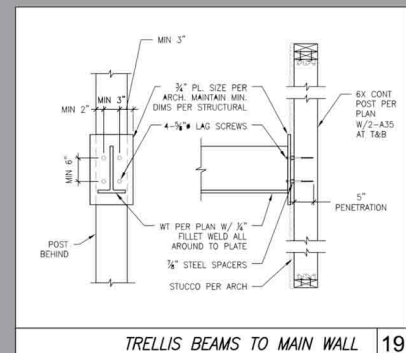 MIN 3"
MIN 3"
MIN 2"
MIN 6"
¾" PL. SIZE PER
ARCH. MAINTAIN MIN.
DIMS PER STRUCTURAL
4-⅝"ø LAG SCREWS
WT PER PLAN W/ ¼"
FILLET WELD ALL
AROUND TO PLATE
POST
BEHIND
⅞" STEEL SPACERS
STUCCO PER ARCH
6X CONT
POST PER
PLAN
W/2-A35
AT T&B
5"
PENETRATION
TRELLIS BEAMS TO MAIN WALL
19